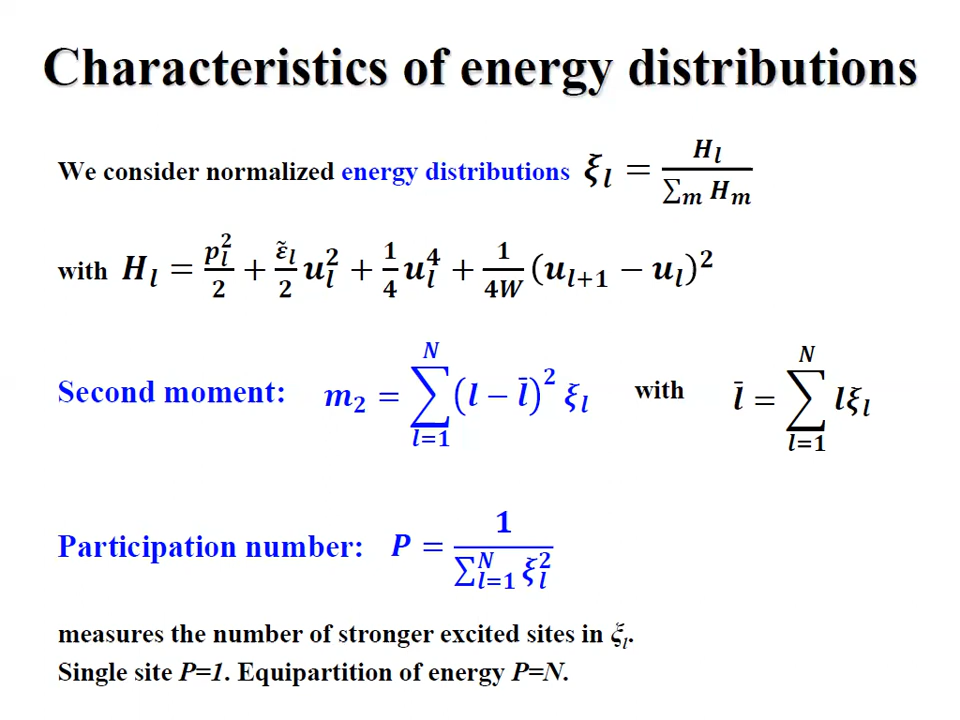 Characteristics of energy distributions
We consider normalized energy distributions ξ_l = H_l / ∑_m H_m
with H_l = p_l^2/2 + ε̃_l/2 u_l^2 + 1/4 u_l^4 + 1/4W (u_{l+1} − u_l)^2
Second moment: m_2 = ∑_{l=1}^{N} (l − l̄)^2 ξ_l with l̄ = ∑_{l=1}^{N} lξ_l
Participation number: P = 1 / ∑_{l=1}^{N} ξ_l^2
measures the number of stronger excited sites in ξ_l.
Single site P=1. Equipartition of energy P=N.